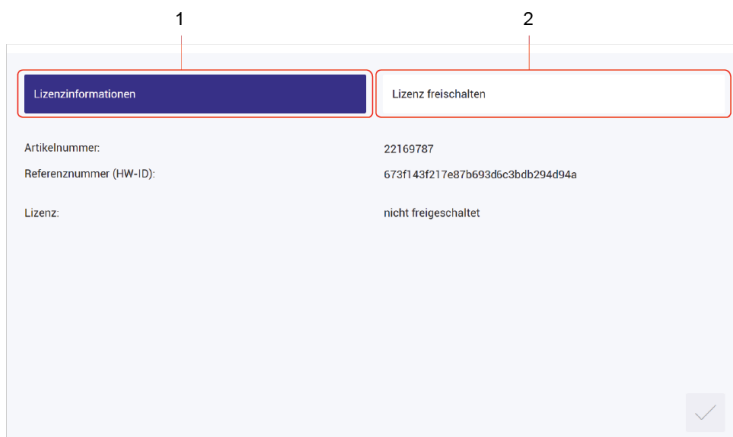 1 2
Lizenzinformationen Lizenz freischalten
Artikelnummer: 22169787
Referenznummer (HW-ID): 673f143f217e87b693d6c3bdb294d94a
Lizenz: nicht freigeschaltet